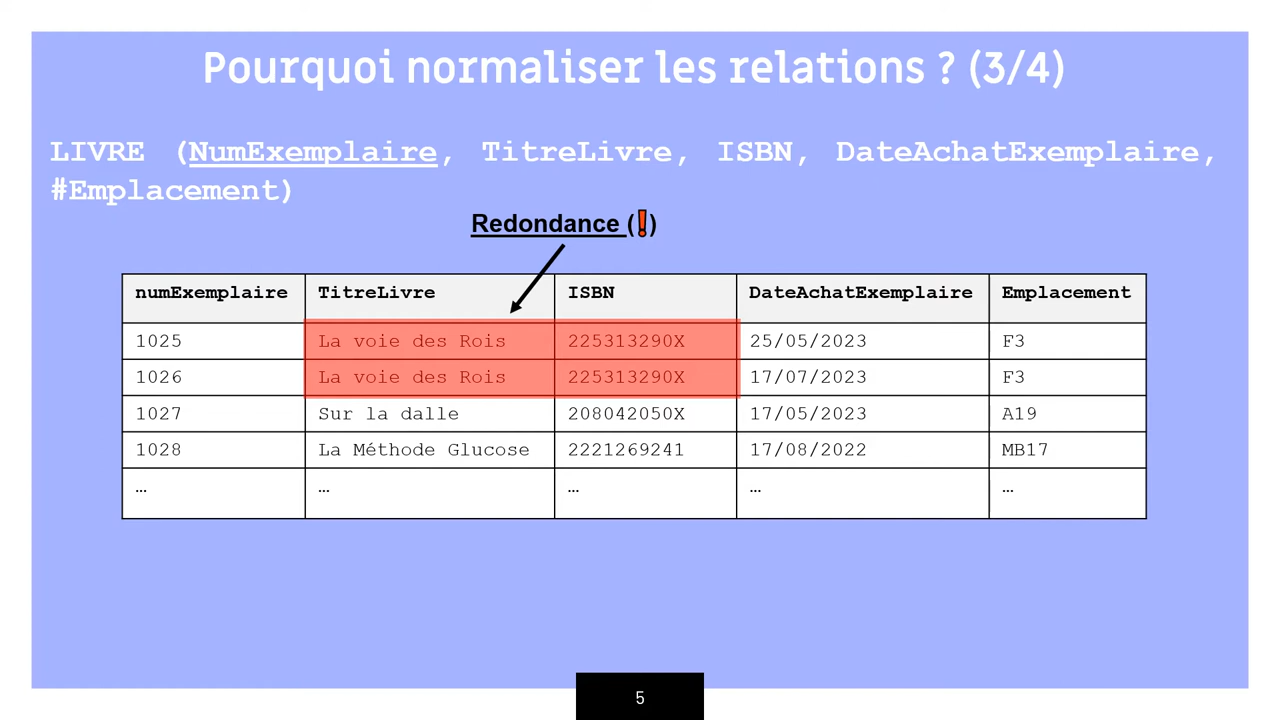 Pourquoi normaliser les relations ? (3/4)
LIVRE (NumExemplaire, TitreLivre, ISBN, DateAchatExemplaire,
#Emplacement)
Redondance (❗)
numExemplaire TitreLivre ISBN DateAchatExemplaire Emplacement
1025 La voie des Rois 225313290X 25/05/2023 F3
1026 La voie des Rois 225313290X 17/07/2023 F3
1027 Sur la dalle 208042050X 17/05/2023 A19
1028 La Méthode Glucose 2221269241 17/08/2022 MB17
… … … … …
5